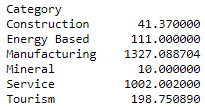 Category
Construction 41.370000
Energy Based 111.000000
Manufacturing 1327.088704
Mineral 10.000000
Service 1002.002000
Tourism 198.750890